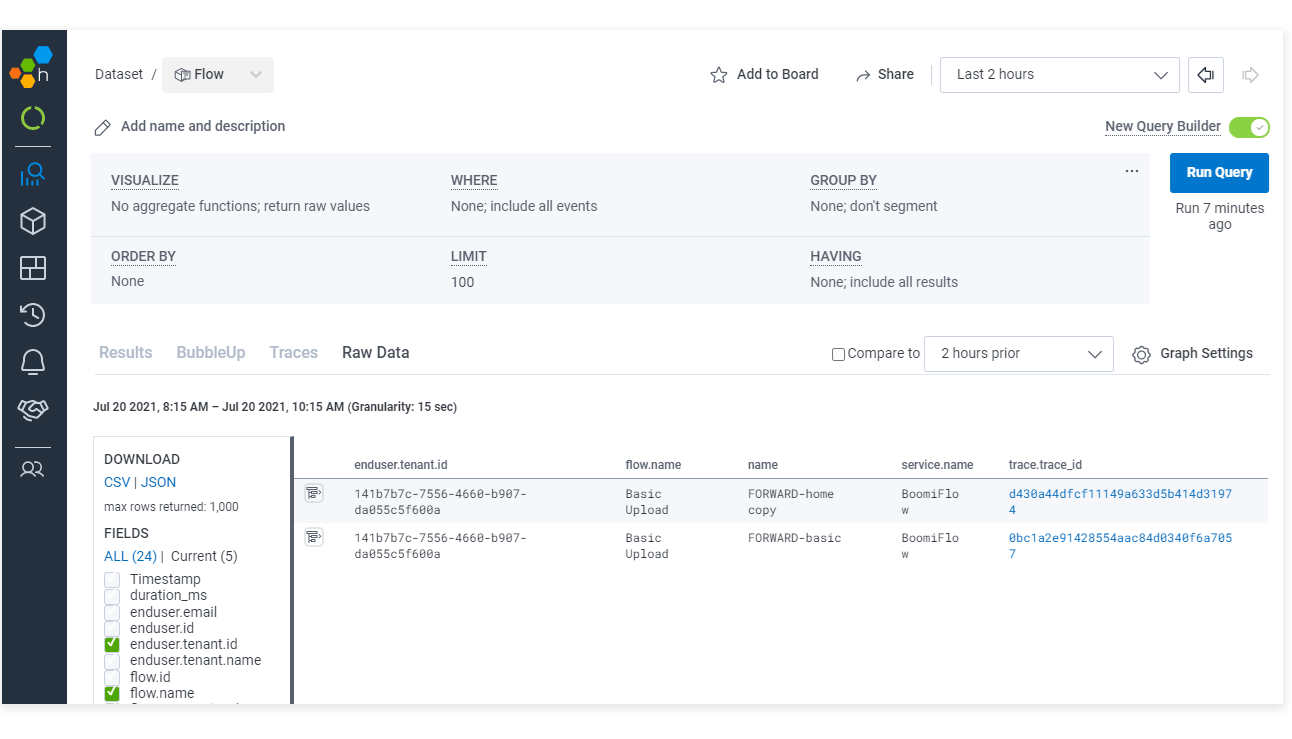 h
Dataset / Flow
Add to Board
Share
Last 2 hours
Add name and description
New Query Builder
VISUALIZE
No aggregate functions; return raw values
WHERE
None; include all events
GROUP BY
None; don't segment
...
Run Query
Run 7 minutes
ago
ORDER BY
None
LIMIT
100
HAVING
None; include all results
Results BubbleUp Traces Raw Data
Compare to
2 hours prior
Graph Settings
Jul 20 2021, 8:15 AM – Jul 20 2021, 10:15 AM (Granularity: 15 sec)
DOWNLOAD
CSV | JSON
max rows returned: 1,000
FIELDS
ALL (24) | Current (5)
Timestamp
duration_ms
enduser.email
enduser.id
enduser.tenant.id
enduser.tenant.name
flow.id
flow.name
enduser.tenant.id flow.name name service.name trace.trace_id
141b7b7c-7556-4660-b907- Basic FORWARD-home BoomiFlo d430a44dfcf11149a633d5b414d3197
da055c5f600a Upload copy w 4
141b7b7c-7556-4660-b907- Basic FORWARD-basic BoomiFlo 0bc1a2e91428554aac84d0340f6a705
da055c5f600a Upload w 7